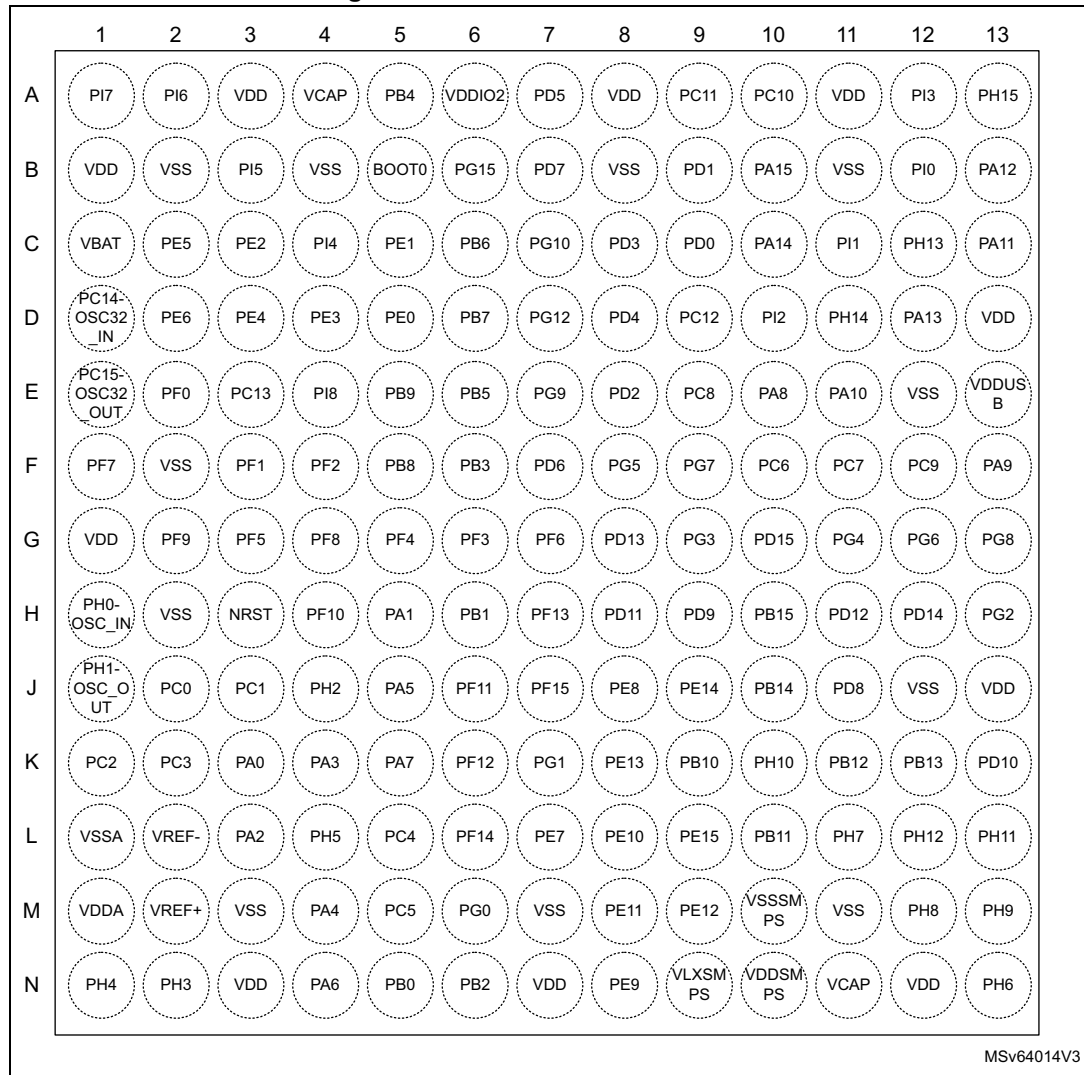 1 2 3 4 5 6 7 8 9 10 11 12 13
A PI7 PI6 VDD VCAP PB4 VDDIO2 PD5 VDD PC11 PC10 VDD PI3 PH15
B VDD VSS PI5 VSS BOOT0 PG15 PD7 VSS PD1 PA15 VSS PI0 PA12
C VBAT PE5 PE2 PI4 PE1 PB6 PG10 PD3 PD0 PA14 PI1 PH13 PA11
D PC14-OSC32_IN PE6 PE4 PE3 PE0 PB7 PG12 PD4 PC12 PI2 PH14 PA13 VDD
E PC15-OSC32_OUT PF0 PC13 PI8 PB9 PB5 PG9 PD2 PC8 PA8 PA10 VSS VDDUSB
F PF7 VSS PF1 PF2 PB8 PB3 PD6 PG5 PG7 PC6 PC7 PC9 PA9
G VDD PF9 PF5 PF8 PF4 PF3 PF6 PD13 PG3 PD15 PG4 PG6 PG8
H PH0-OSC_IN VSS NRST PF10 PA1 PB1 PF13 PD11 PD9 PB15 PD12 PD14 PG2
J PH1-OSC_OUT PC0 PC1 PH2 PA5 PF11 PF15 PE8 PE14 PB14 PD8 VSS VDD
K PC2 PC3 PA0 PA3 PA7 PF12 PG1 PE13 PB10 PH10 PB12 PB13 PD10
L VSSA VREF- PA2 PH5 PC4 PF14 PE7 PE10 PE15 PB11 PH7 PH12 PH11
M VDDA VREF+ VSS PA4 PC5 PG0 VSS PE11 PE12 VSSSMPS VSS PH8 PH9
N PH4 PH3 VDD PA6 PB0 PB2 VDD PE9 VLXSMPS VDDSMPS VCAP VDD PH6
MSv64014V3